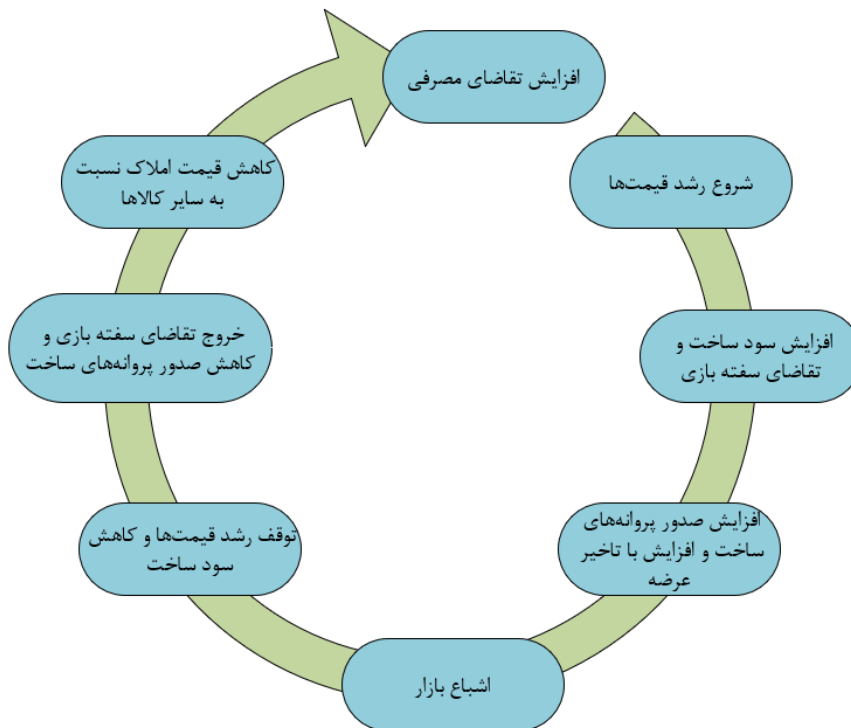 افزایش تقاضای مصرفی
شروع رشد قیمت‌ها
افزایش سود ساخت و
تقاضای سفته بازی
افزایش صدور پروانه‌های
ساخت و افزایش با تاخیر
عرضه
اشباع بازار
توقف رشد قیمت‌ها و کاهش
سود ساخت
خروج تقاضای سفته بازی و
کاهش صدور پروانه‌های ساخت
کاهش قیمت املاک نسبت
به سایر کالاها